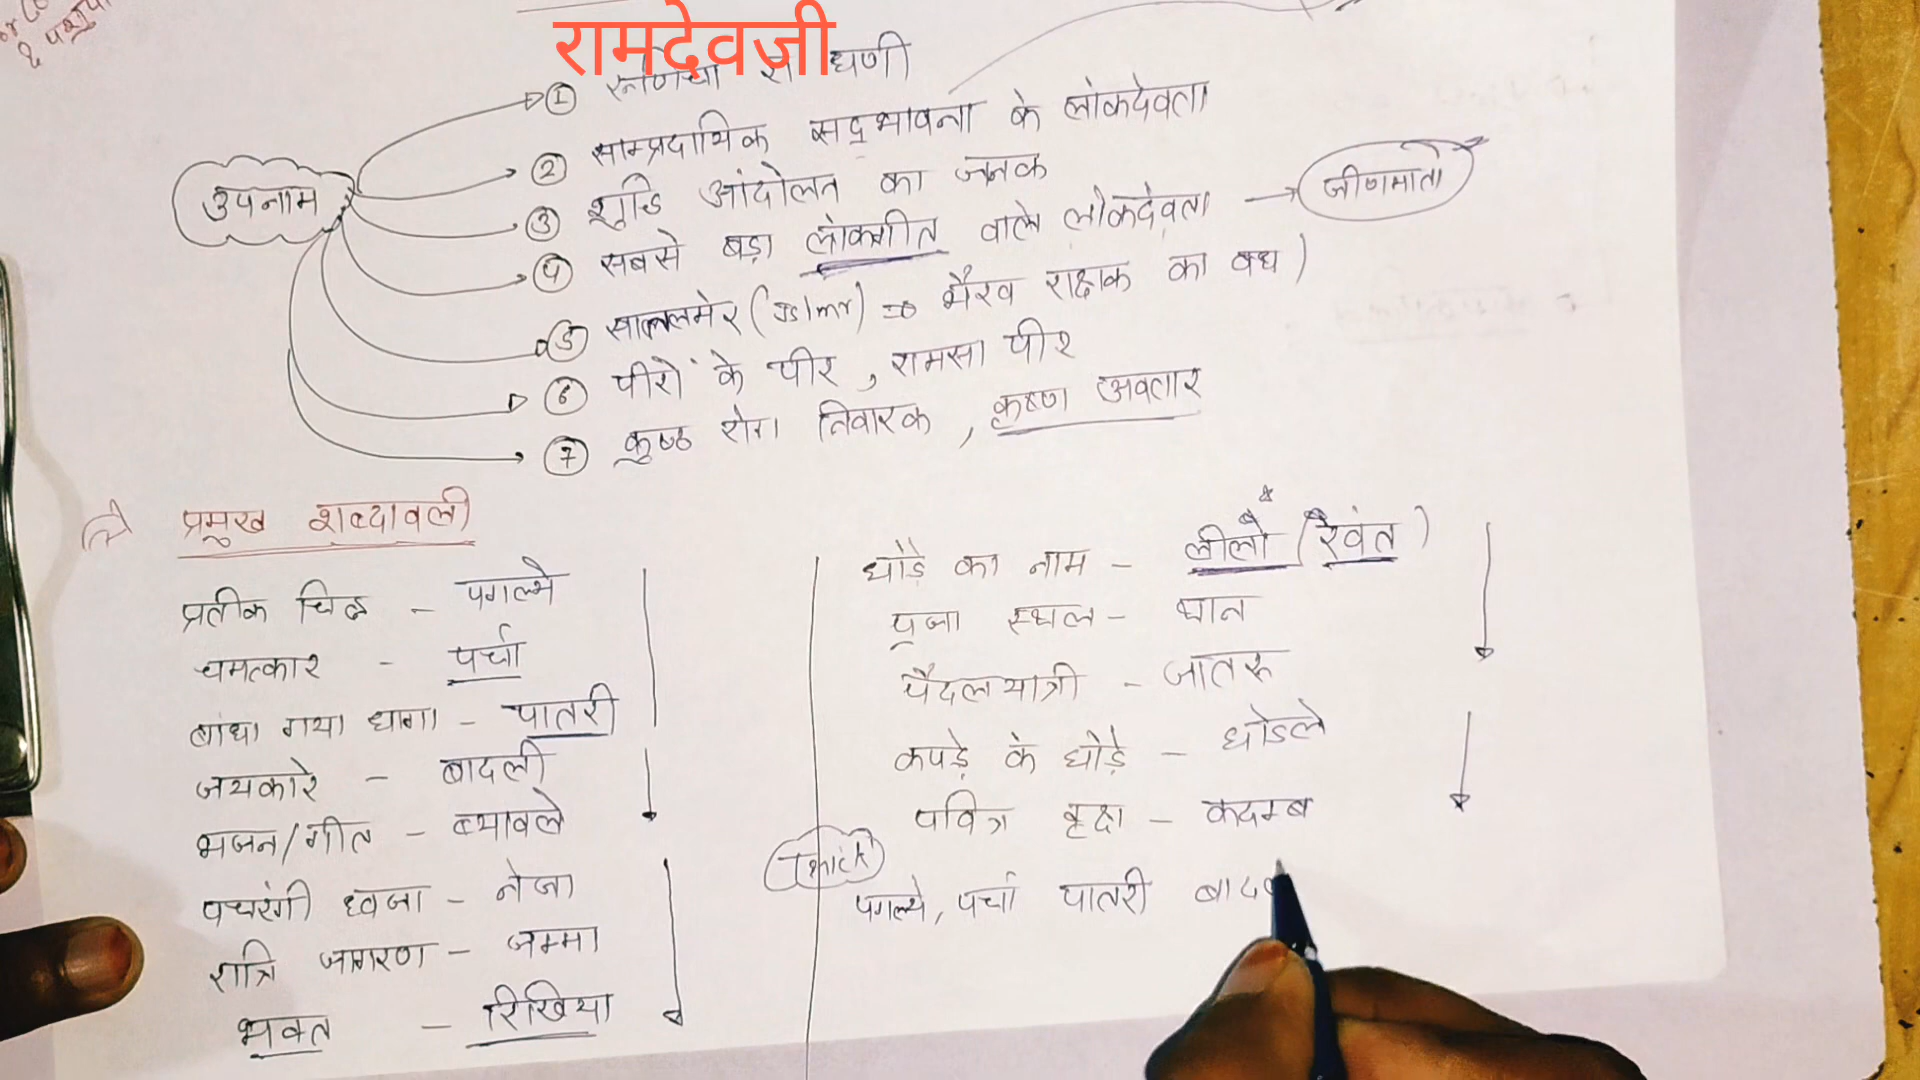 रामदेवजी
① रूणिचा रा धणी
② साम्प्रदायिक सद्भावना के लोकदेवता
उपनाम
③ शुद्धि आंदोलन का जनक
④ सबसे बड़ा लोकगीत वाले लोकदेवता → जीणमाता
⑤ सातलमेर (Jslmr) ⇒ भैरव राक्षक का वध)
⑥ पीरों के पीर, रामसा पीर
⑦ कुष्ठ रोग निवारक, कृष्ण अवतार
प्रमुख शब्दावली
प्रतीक चिह्न - पगल्ये
चमत्कार - पर्चा
बांधा गया धागा - पातरी
जयकारे - बादली
भजन/गीत - ब्यावले
पचरंगी ध्वजा - नेजा
रात्रि जागरण - जम्मा
भक्त - रिखिया
घोड़े का नाम - लीलौ (रैवंत)
पूजा स्थल - थान
पैदलयात्री - जातरू
कपड़े के घोड़े - घोडले
पवित्र वृक्ष - कदम्ब
Trick
पगल्ये, पर्चा पातरी बाद